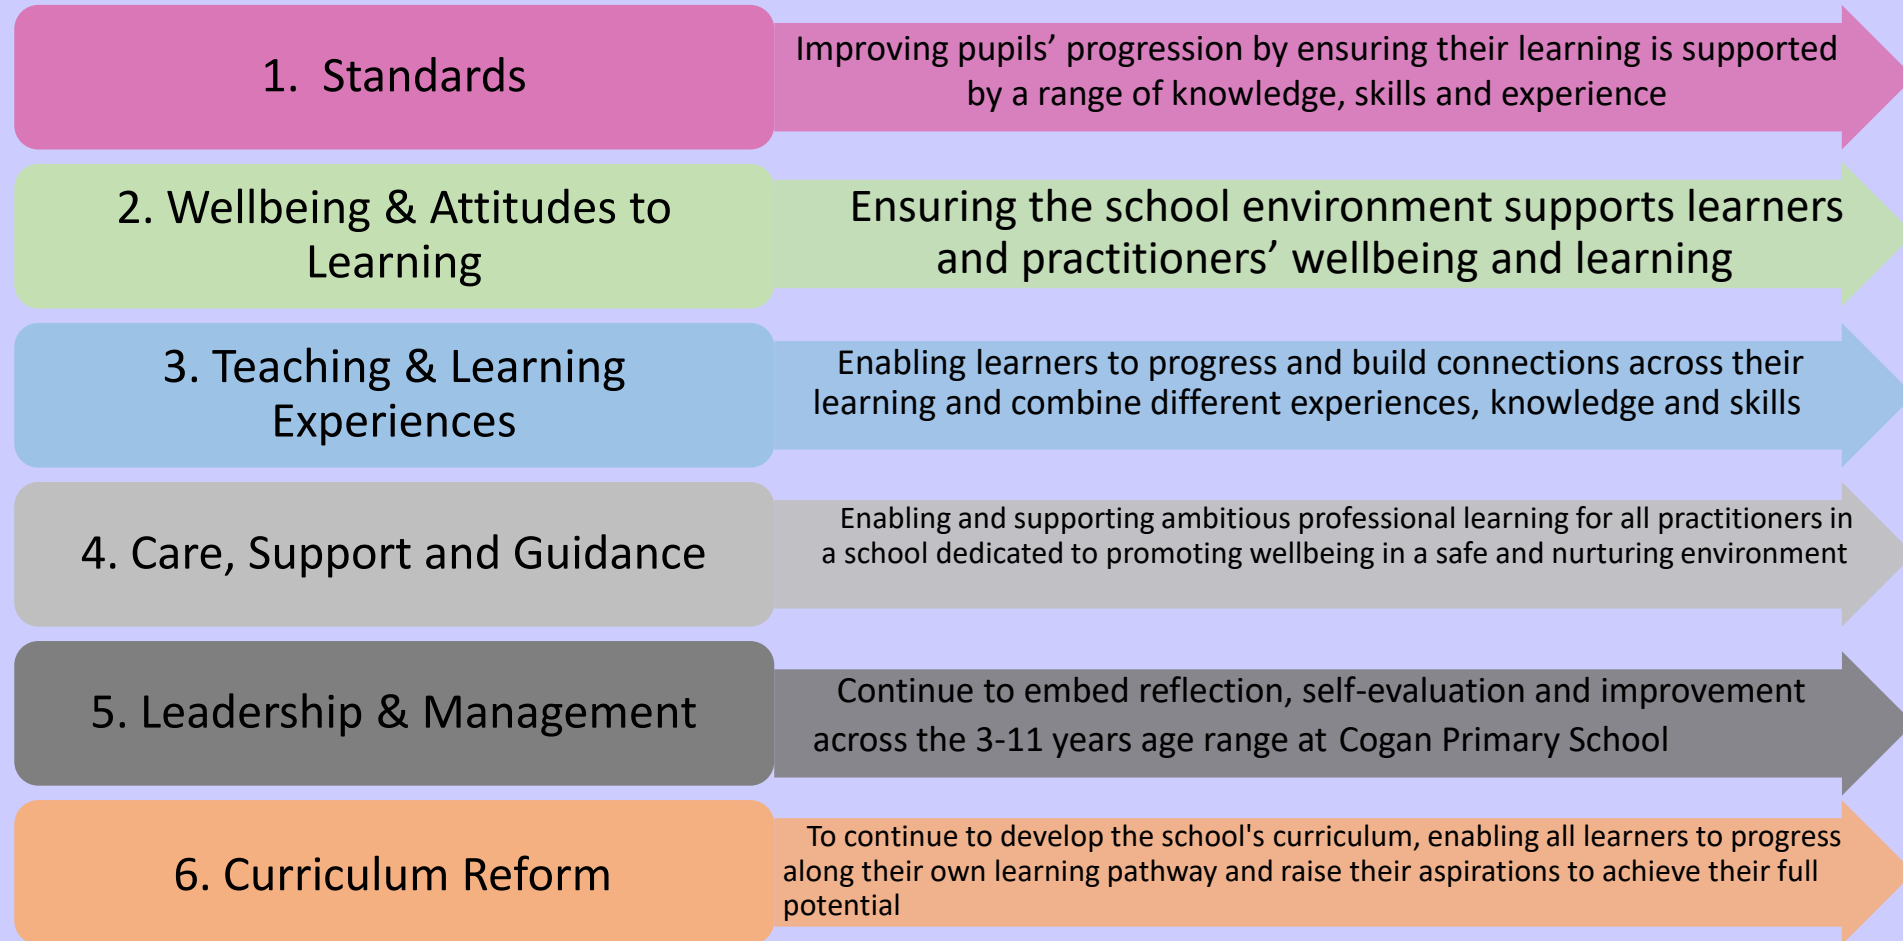 1. Standards
Improving pupils’ progression by ensuring their learning is supported
by a range of knowledge, skills and experience
2. Wellbeing & Attitudes to
Learning
Ensuring the school environment supports learners
and practitioners’ wellbeing and learning
3. Teaching & Learning
Experiences
Enabling learners to progress and build connections across their
learning and combine different experiences, knowledge and skills
4. Care, Support and Guidance
Enabling and supporting ambitious professional learning for all practitioners in
a school dedicated to promoting wellbeing in a safe and nurturing environment
5. Leadership & Management
Continue to embed reflection, self-evaluation and improvement
across the 3-11 years age range at Cogan Primary School
6. Curriculum Reform
To continue to develop the school's curriculum, enabling all learners to progress
along their own learning pathway and raise their aspirations to achieve their full
potential